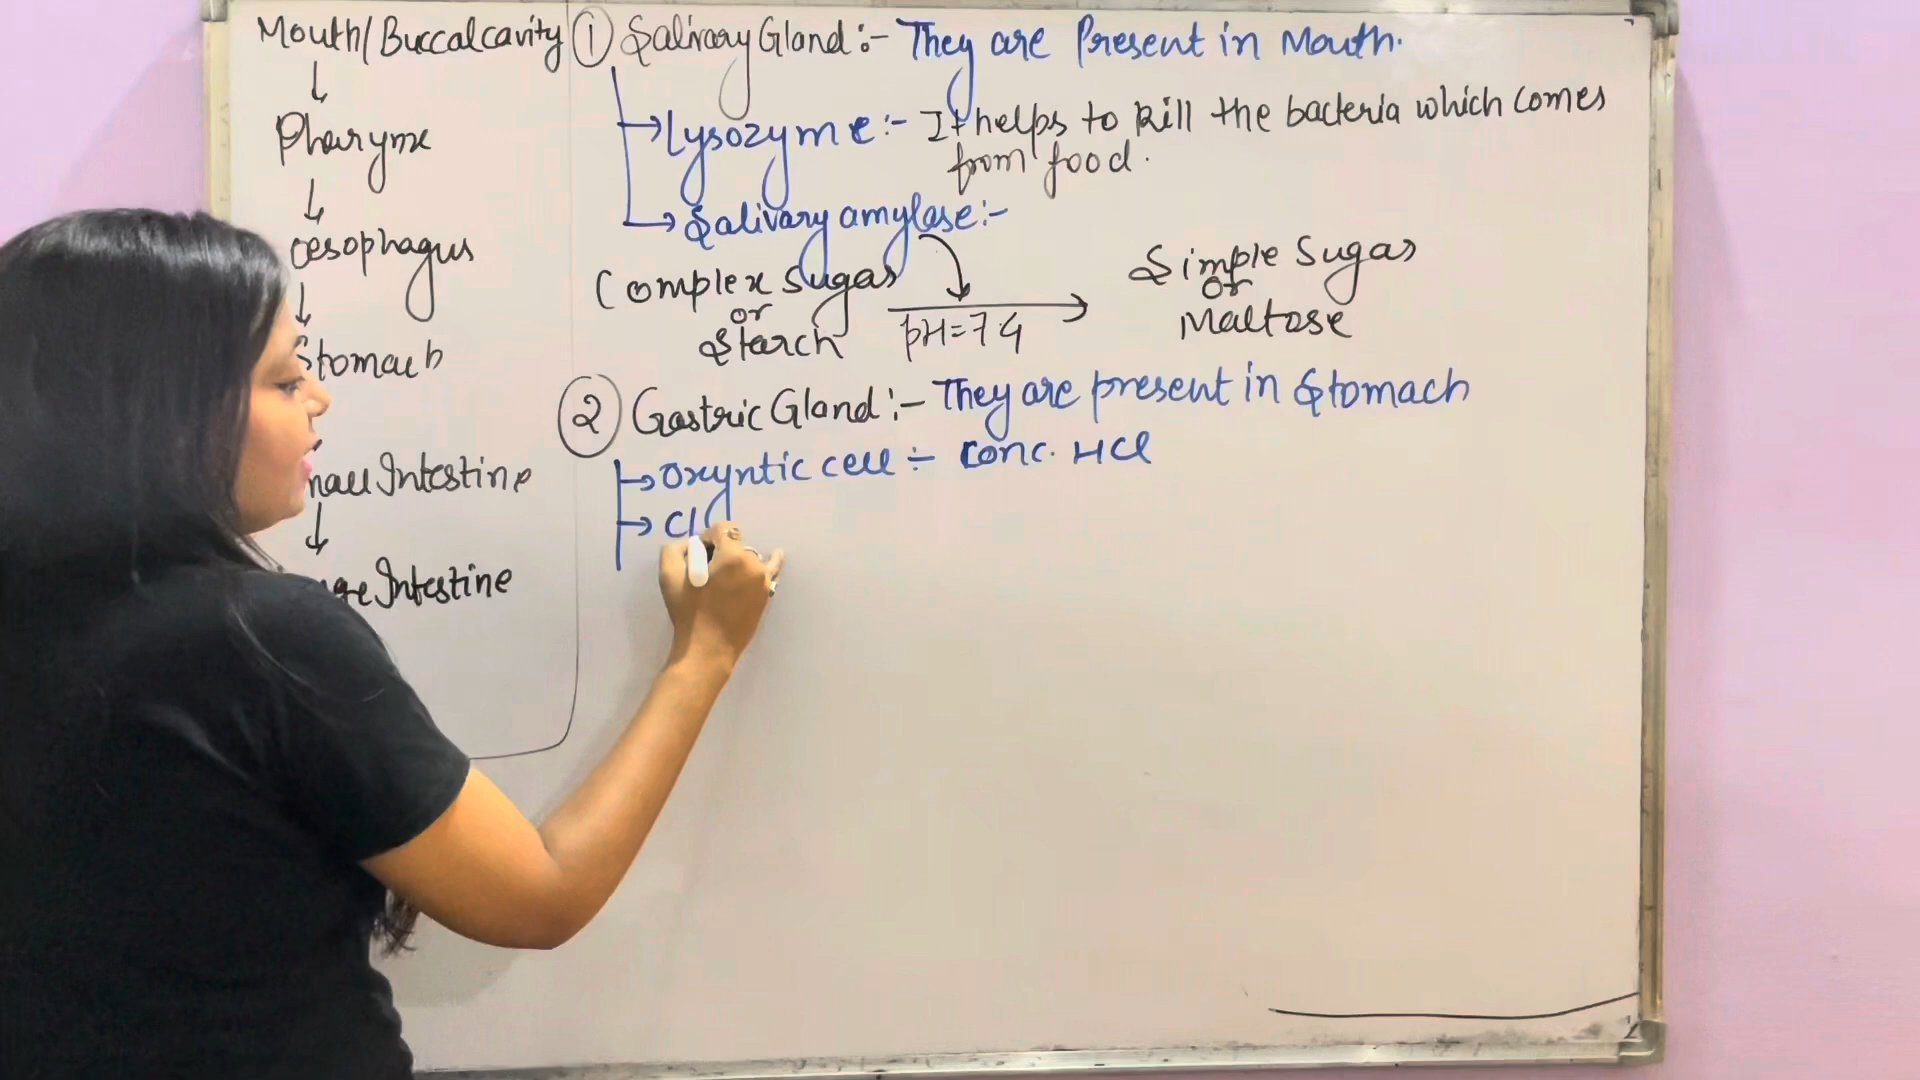 Mouth/Buccalcavity
↓
Pharynx
↓
oesophagus
↓
Stomach
mall Intestine
↓
ge Intestine
① Salivary Gland :- They are Present in Mouth.
→ Lysozyme :- It helps to kill the bacteria which comes
from food.
→ Salivary amylase :-
Complex Sugar
or
Starch
pH=7 4
Simple Sugar
or
Maltose
② Gastric Gland :- They are present in Stomach
→ Oxyntic cell :- conc. HCl